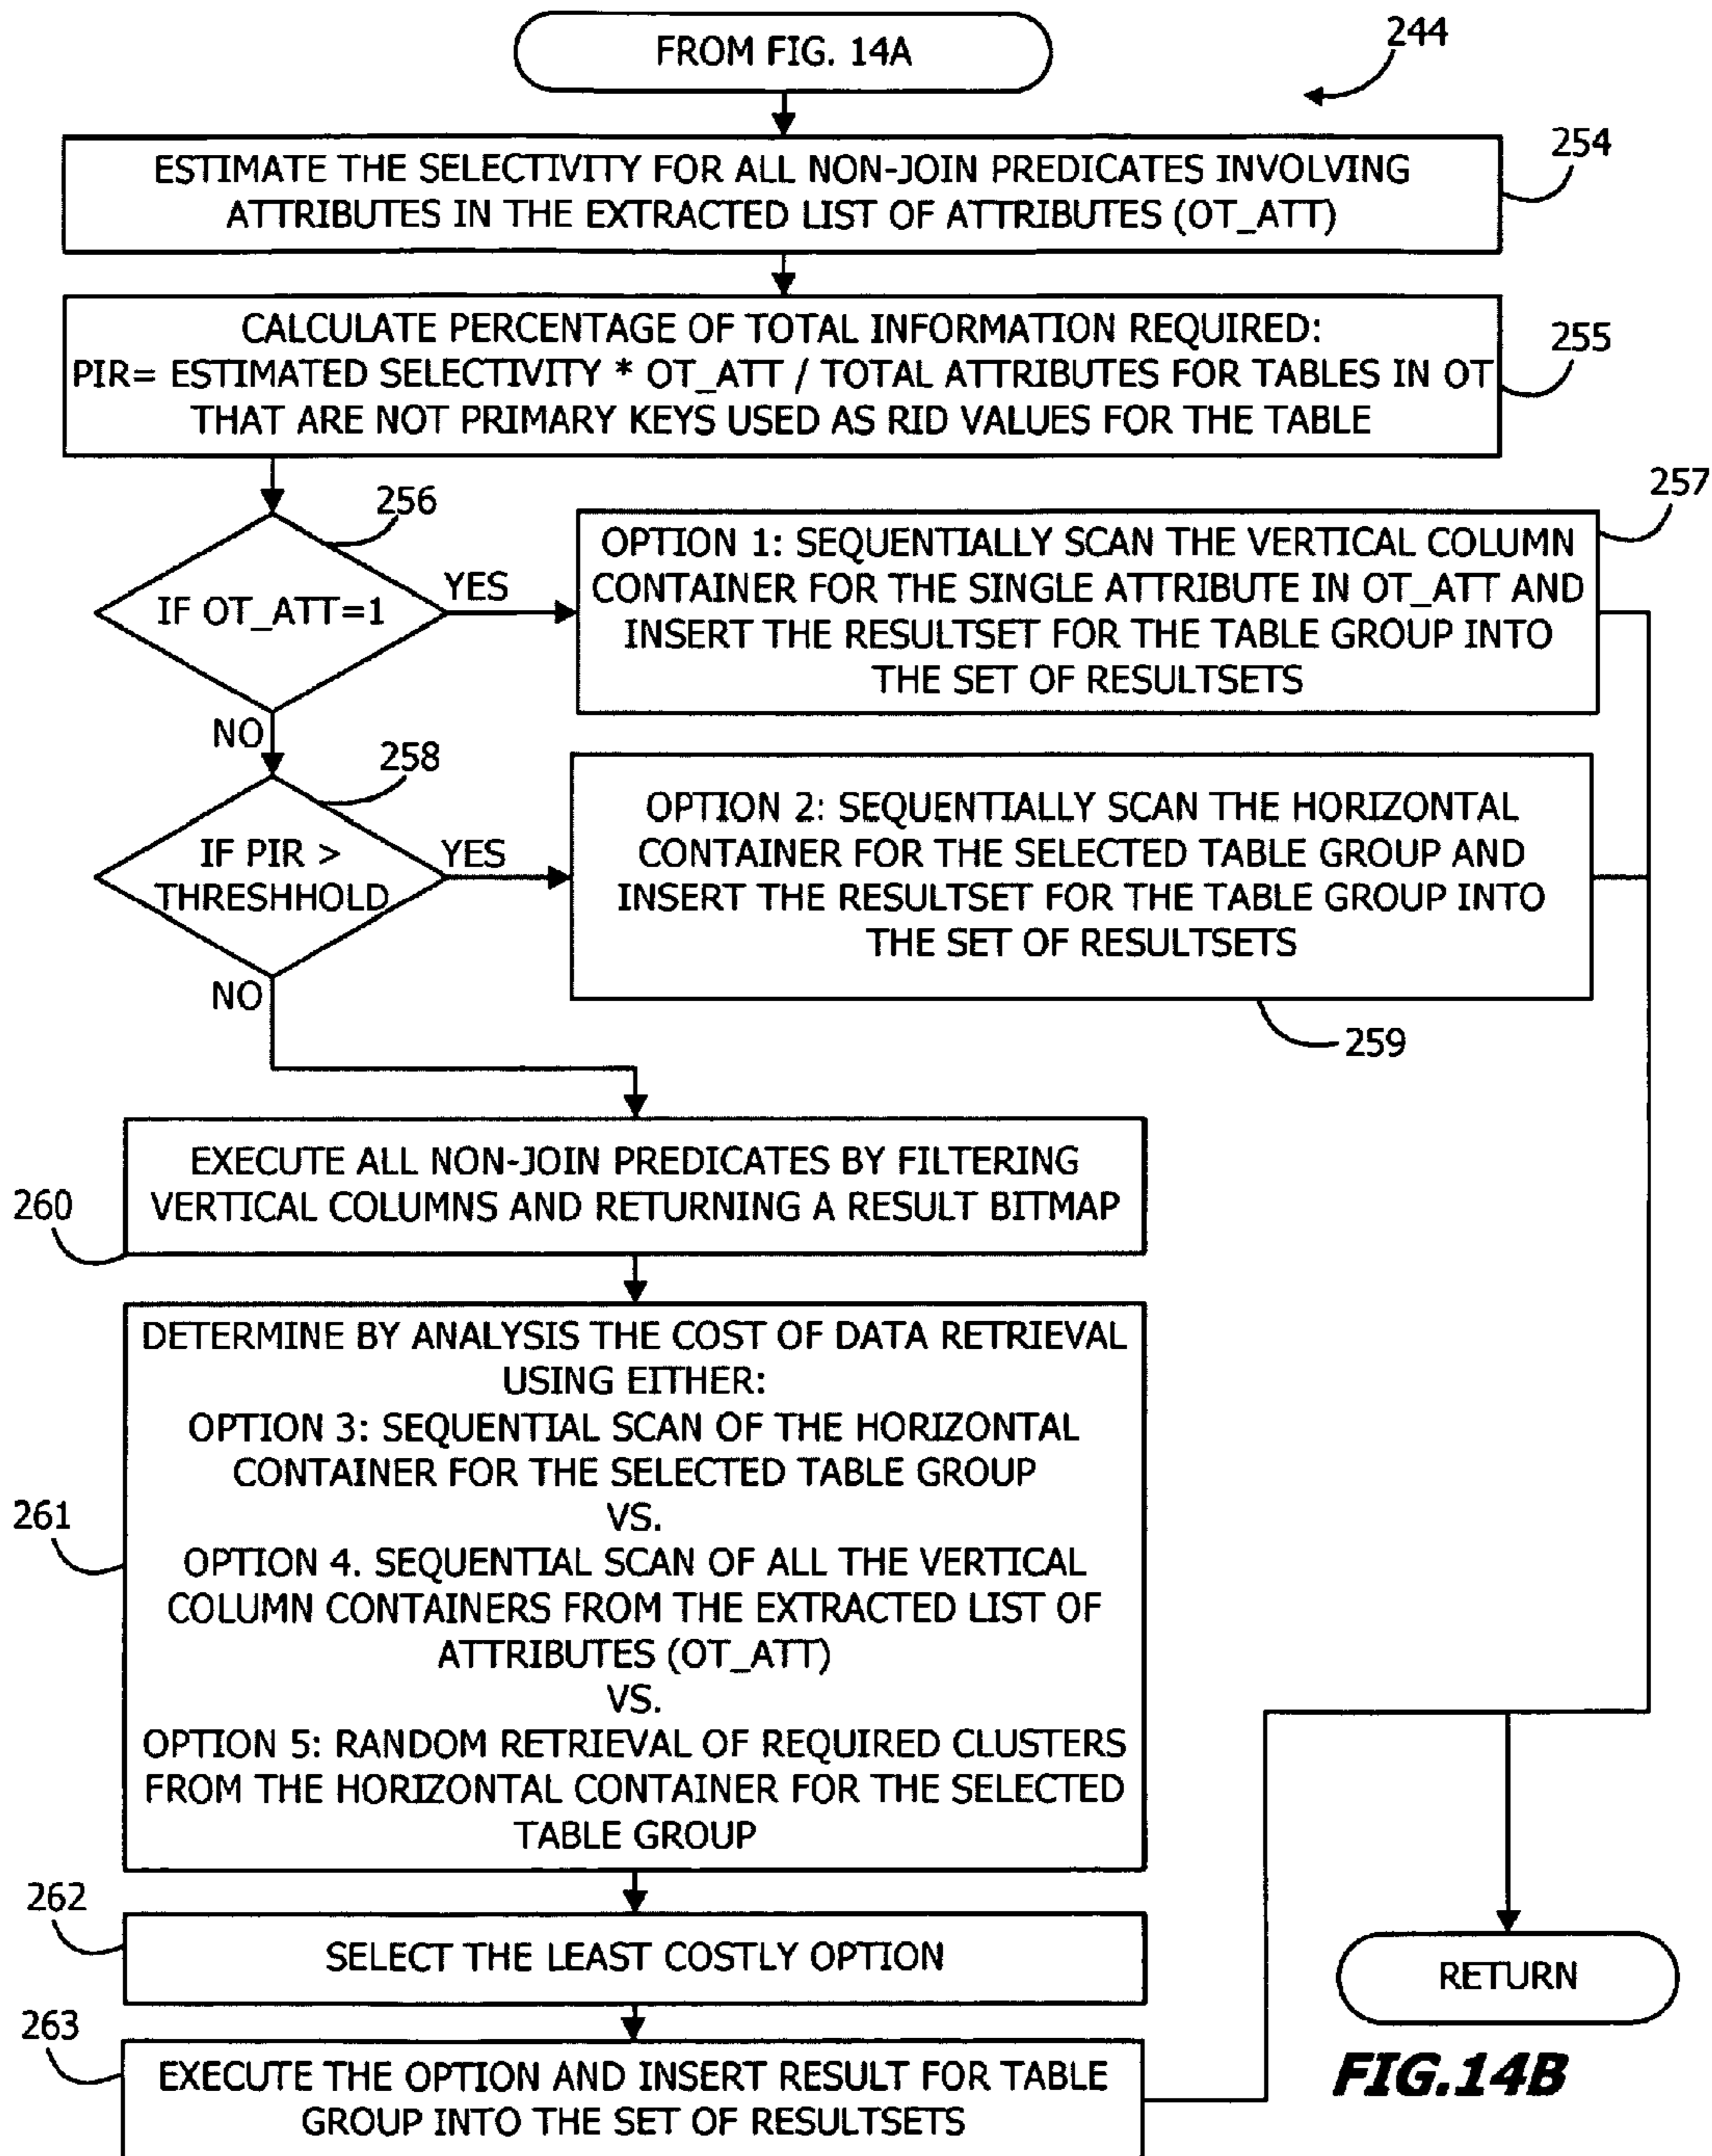 FROM FIG. 14A
244
ESTIMATE THE SELECTIVITY FOR ALL NON-JOIN PREDICATES INVOLVING
ATTRIBUTES IN THE EXTRACTED LIST OF ATTRIBUTES (OT_ATT)
254
CALCULATE PERCENTAGE OF TOTAL INFORMATION REQUIRED:
PIR= ESTIMATED SELECTIVITY * OT_ATT / TOTAL ATTRIBUTES FOR TABLES IN OT
THAT ARE NOT PRIMARY KEYS USED AS RID VALUES FOR THE TABLE
255
256
IF OT_ATT=1
YES
NO
257
OPTION 1: SEQUENTIALLY SCAN THE VERTICAL COLUMN
CONTAINER FOR THE SINGLE ATTRIBUTE IN OT_ATT AND
INSERT THE RESULTSET FOR THE TABLE GROUP INTO
THE SET OF RESULTSETS
258
IF PIR >
THRESHHOLD
YES
NO
OPTION 2: SEQUENTIALLY SCAN THE HORIZONTAL
CONTAINER FOR THE SELECTED TABLE GROUP AND
INSERT THE RESULTSET FOR THE TABLE GROUP INTO
THE SET OF RESULTSETS
259
EXECUTE ALL NON-JOIN PREDICATES BY FILTERING
VERTICAL COLUMNS AND RETURNING A RESULT BITMAP
260
DETERMINE BY ANALYSIS THE COST OF DATA RETRIEVAL
USING EITHER:
OPTION 3: SEQUENTIAL SCAN OF THE HORIZONTAL
CONTAINER FOR THE SELECTED TABLE GROUP
VS.
OPTION 4. SEQUENTIAL SCAN OF ALL THE VERTICAL
COLUMN CONTAINERS FROM THE EXTRACTED LIST OF
ATTRIBUTES (OT_ATT)
VS.
OPTION 5: RANDOM RETRIEVAL OF REQUIRED CLUSTERS
FROM THE HORIZONTAL CONTAINER FOR THE SELECTED
TABLE GROUP
261
262
SELECT THE LEAST COSTLY OPTION
263
EXECUTE THE OPTION AND INSERT RESULT FOR TABLE
GROUP INTO THE SET OF RESULTSETS
RETURN
FIG.14B